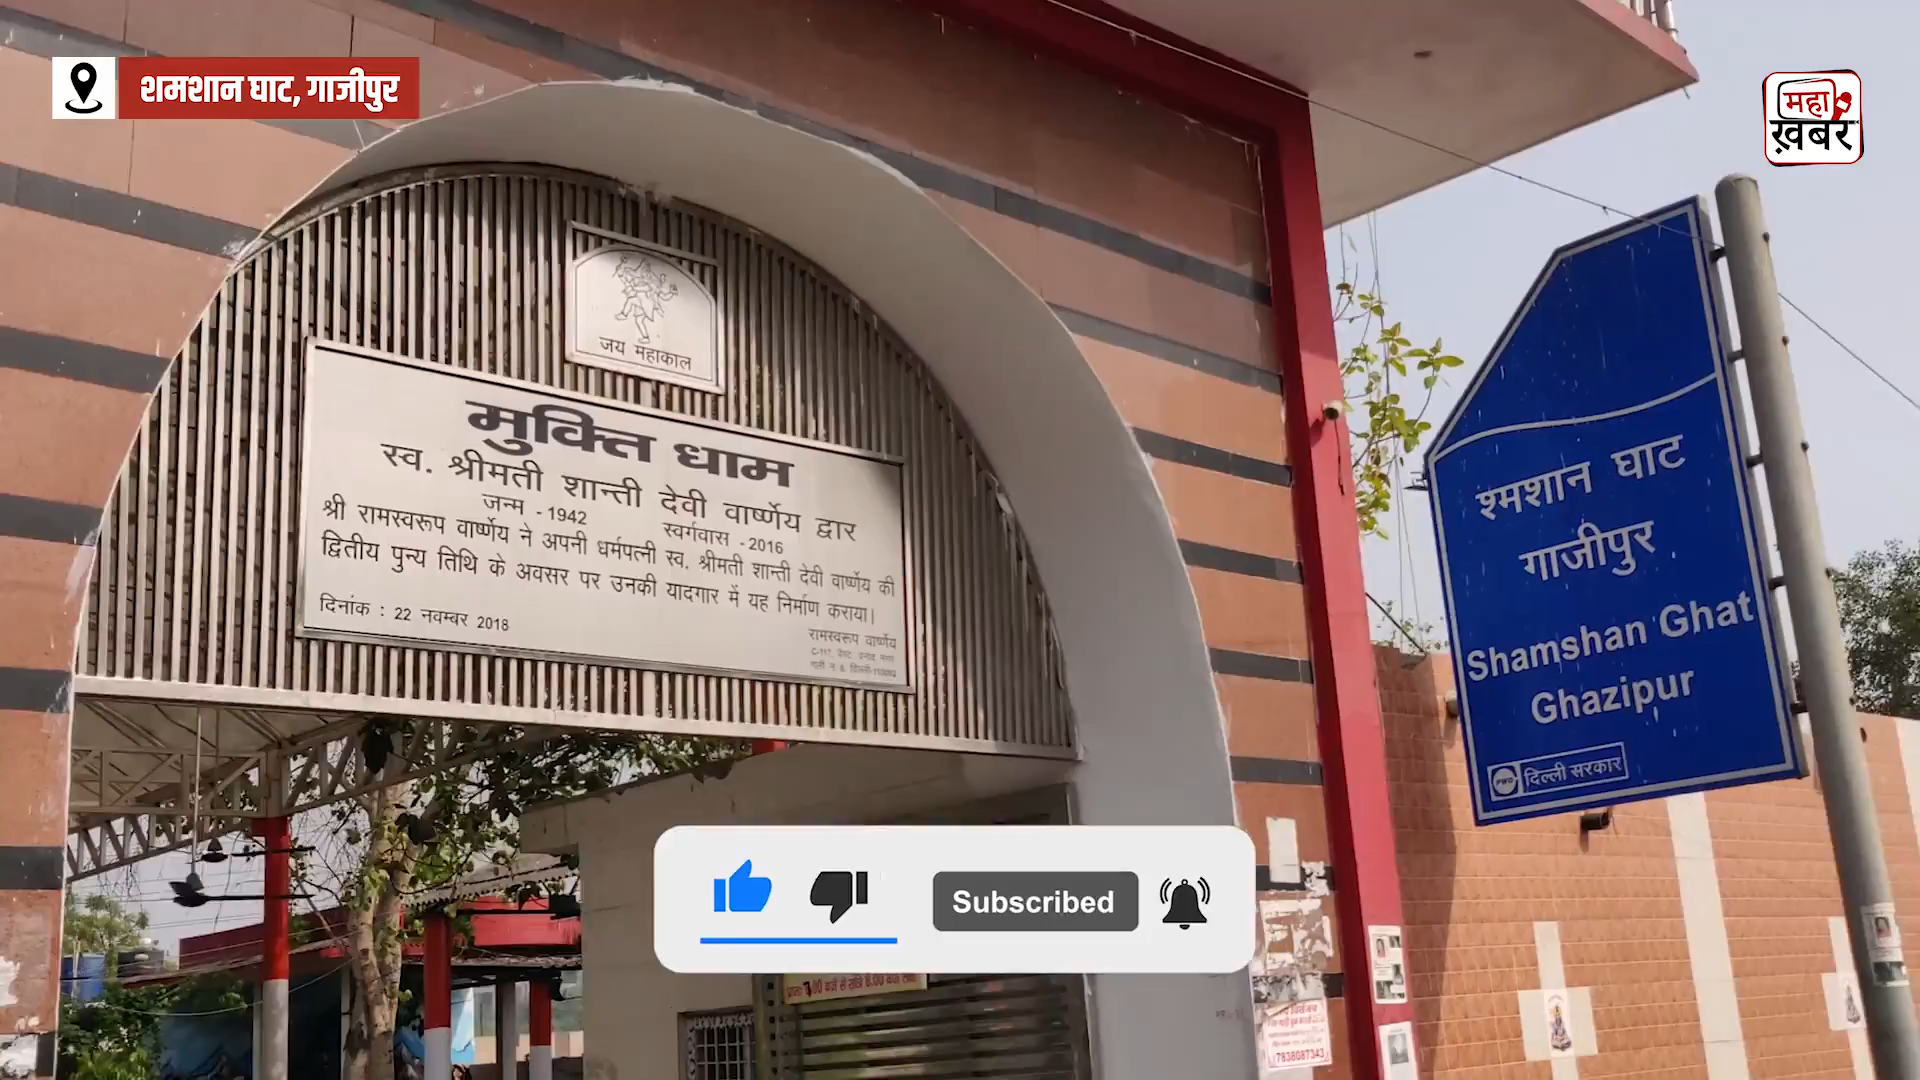 शमशान घाट, गाजीपुर
महा
ख़बर
जय महाकाल
मुक्ति धाम
स्व. श्रीमती शान्ती देवी वार्ष्णेय द्वार
जन्म - 1942 स्वर्गवास - 2016
श्री रामस्वरूप वार्ष्णेय ने अपनी धर्मपत्नी स्व. श्रीमती शान्ती देवी वार्ष्णेय की
द्वितीय पुन्य तिथि के अवसर पर उनकी यादगार में यह निर्माण कराया।
दिनांक : 22 नवम्बर 2018
रामस्वरूप वार्ष्णेय
श्मशान घाट
गाजीपुर
Shamshan Ghat
Ghazipur
PWD दिल्ली सरकार
Subscribed
7838087343